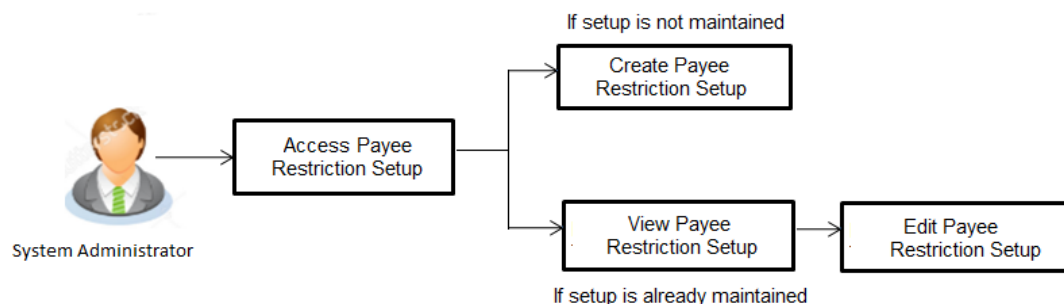 If setup is not maintained
Create Payee
Restriction Setup
Access Payee
Restriction Setup
View Payee
Restriction Setup
Edit Payee
Restriction Setup
System Administrator
If setup is already maintained